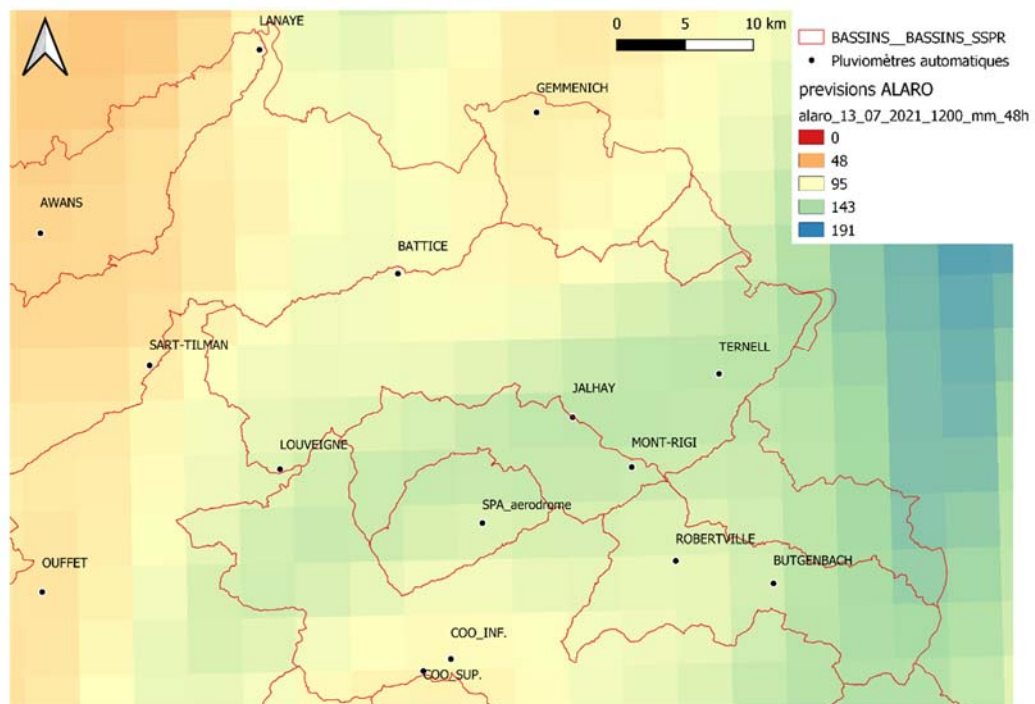 LANAYE
0 5 10 km
BASSINS__BASSINS_SSPR
Pluviomètres automatiques
previsions ALARO
alaro_13_07_2021_1200_mm_48h
0
48
95
143
191
GEMMENICH
AWANS
BATTICE
SART-TILMAN
TERNELL
JALHAY
LOUVEIGNE
MONT-RIGI
SPA_aerodrome
ROBERTVILLE
OUFFET
BUTGENBACH
COO_INF.
COO_SUP.